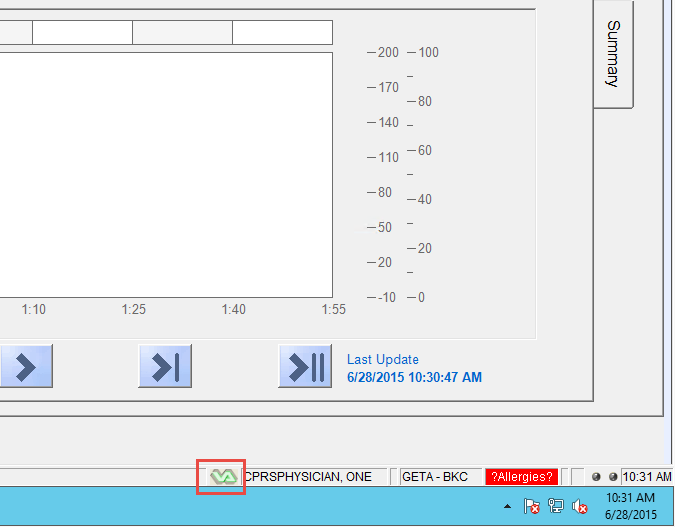 Summary
200 100
170
80
140
60
110
80
40
50
20
20
-10 0
1:10 1:25 1:40 1:55
Last Update
6/28/2015 10:30:47 AM
CPRSPHYSICIAN, ONE GETA - BKC ?Allergies? 10:31 AM
10:31 AM
6/28/2015